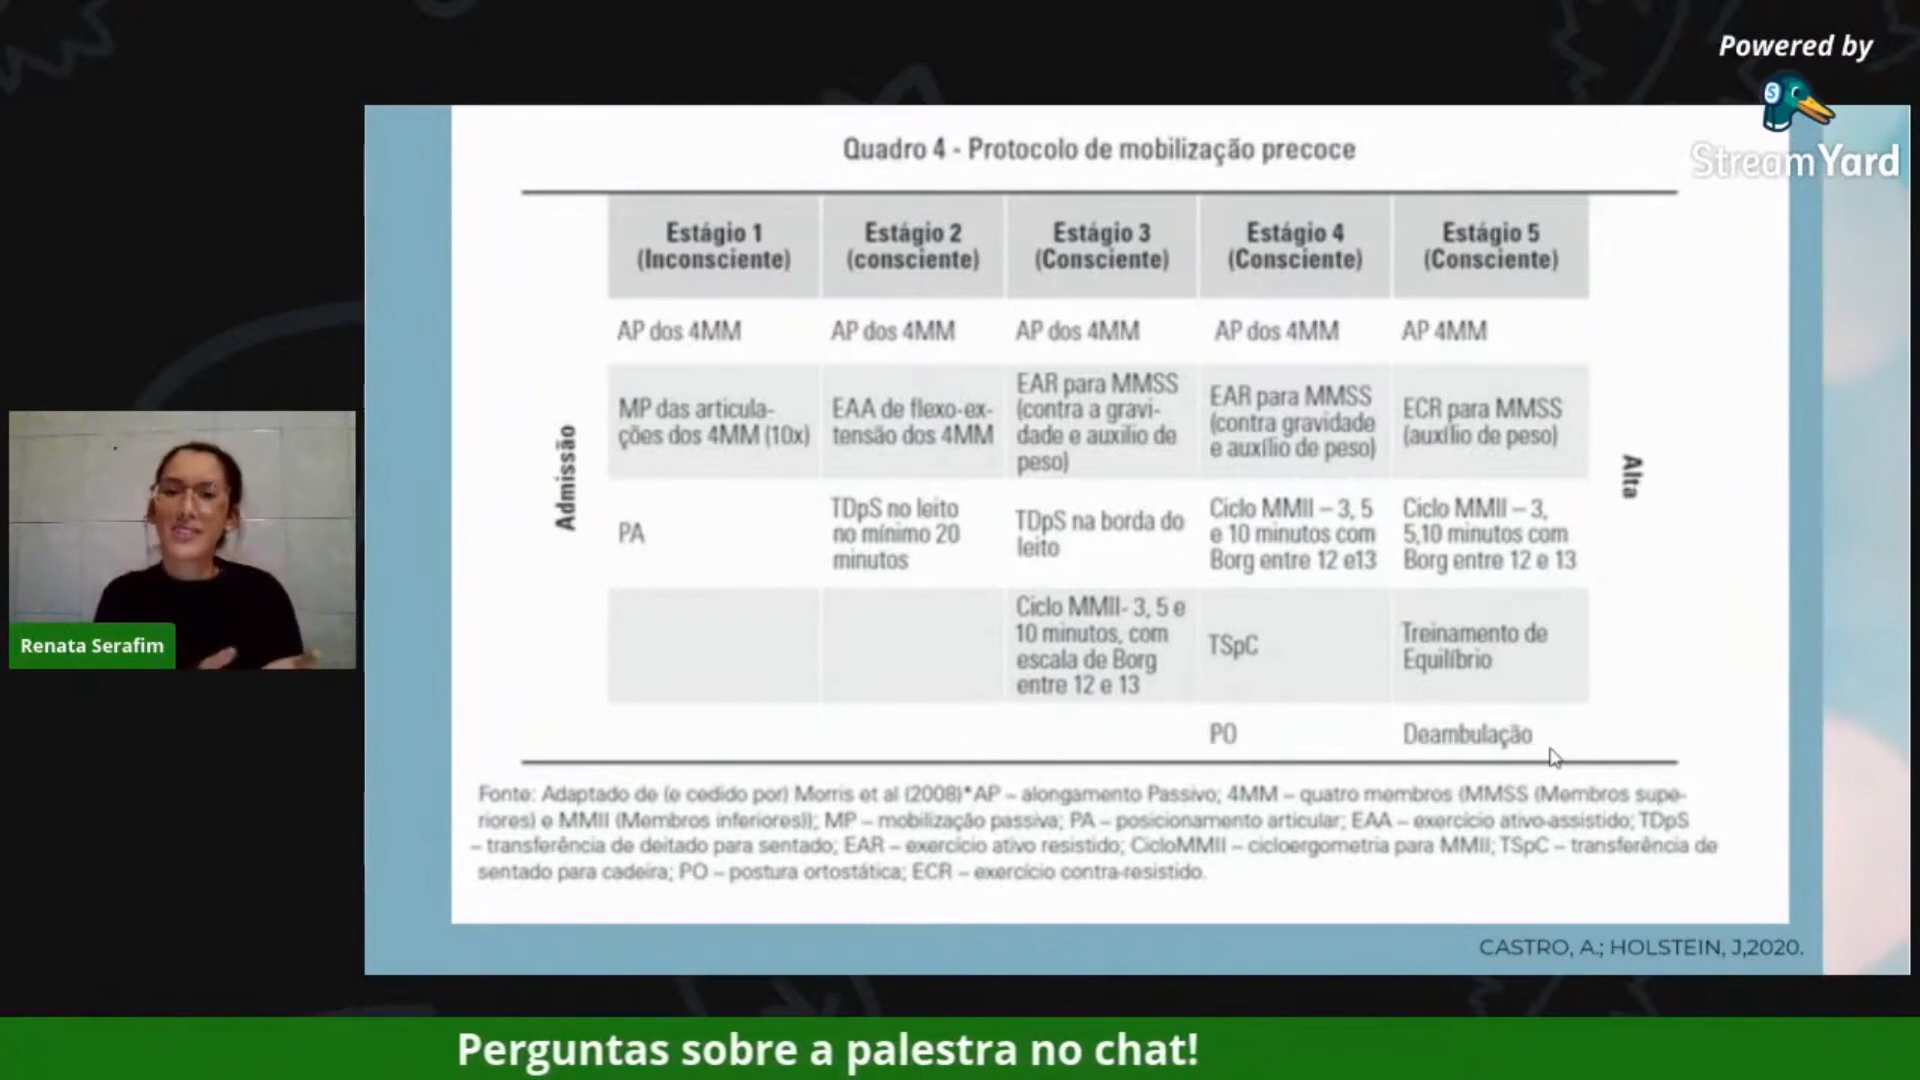 Powered by
StreamYard
Quadro 4 - Protocolo de mobilização precoce
Admissão
Estágio 1
(Inconsciente)
Estágio 2
(consciente)
Estágio 3
(Consciente)
Estágio 4
(Consciente)
Estágio 5
(Consciente)
AP dos 4MM
AP dos 4MM
AP dos 4MM
AP dos 4MM
AP 4MM
MP das articula-
ções dos 4MM (10x)
EAA de flexo-ex-
tensão dos 4MM
EAR para MMSS
(contra a gravi-
dade e auxilio de
peso)
EAR para MMSS
(contra gravidade
e auxílio de peso)
ECR para MMSS
(auxílio de peso)
PA
TDpS no leito
no mínimo 20
minutos
TDpS na borda do
leito
Ciclo MMII – 3, 5
e 10 minutos com
Borg entre 12 e13
Ciclo MMII – 3,
5,10 minutos com
Borg entre 12 e 13
Ciclo MMII- 3, 5 e
10 minutos, com
escala de Borg
entre 12 e 13
TSpC
Treinamento de
Equilíbrio
PO
Deambulação
Alta
Fonte: Adaptado de (e cedido por) Morris et al (2008)*AP – alongamento Passivo; 4MM – quatro membros (MMSS (Membros supe-
riores) e MMII (Membros inferiores)); MP – mobilização passiva; PA – posicionamento articular; EAA – exercício ativo-assistido; TDpS
– transferência de deitado para sentado; EAR – exercício ativo resistido; CicloMMII – cicloergometria para MMII; TSpC – transferência de
sentado para cadeira; PO – postura ortostática; ECR – exercício contra-resistido.
CASTRO, A.; HOLSTEIN, J,2020.
Renata Serafim
Perguntas sobre a palestra no chat!